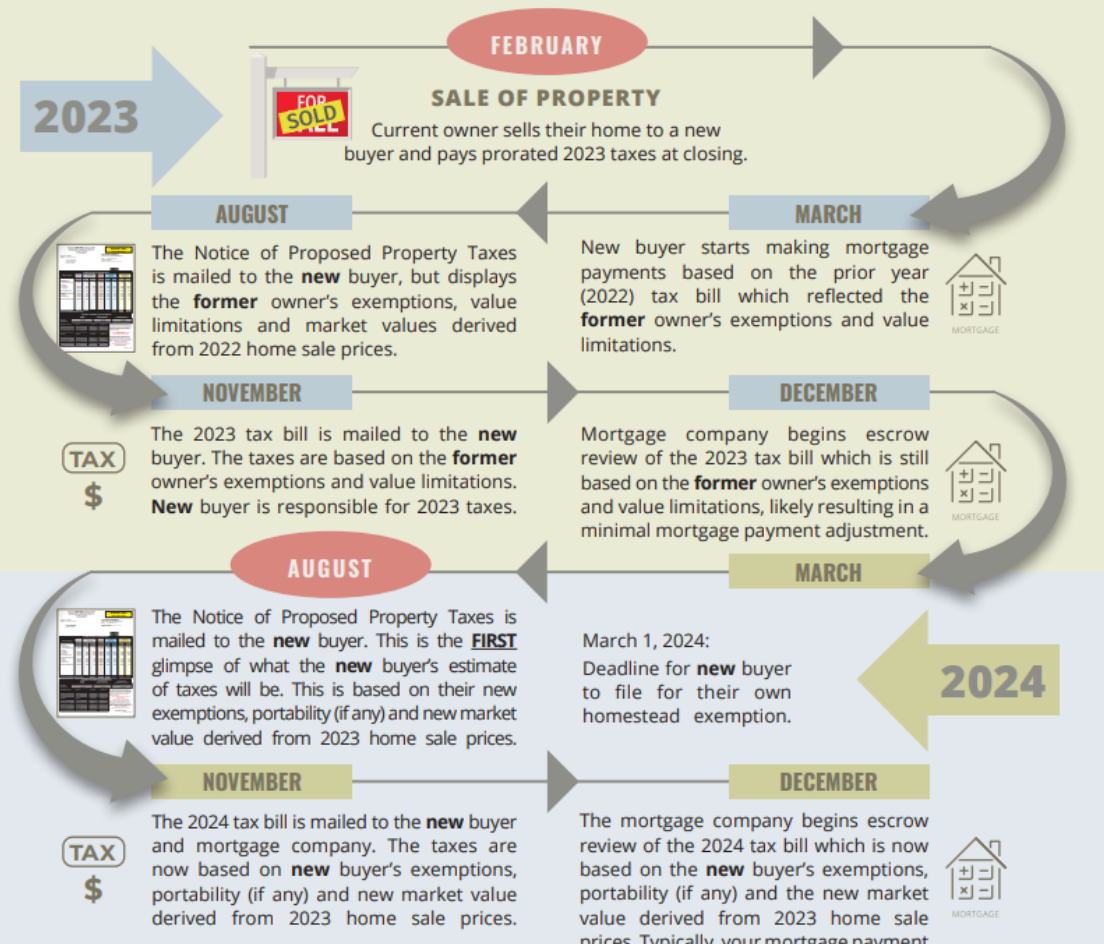 FEBRUARY
2023
FOR
SOLD
SALE OF PROPERTY
Current owner sells their home to a new
buyer and pays prorated 2023 taxes at closing.
MARCH
New buyer starts making mortgage
payments based on the prior year
(2022) tax bill which reflected the
former owner's exemptions and value
limitations.
MORTGAGE
AUGUST
The Notice of Proposed Property Taxes
is mailed to the new buyer, but displays
the former owner's exemptions, value
limitations and market values derived
from 2022 home sale prices.
NOVEMBER
TAX
$
The 2023 tax bill is mailed to the new
buyer. The taxes are based on the former
owner's exemptions and value limitations.
New buyer is responsible for 2023 taxes.
DECEMBER
Mortgage company begins escrow
review of the 2023 tax bill which is still
based on the former owner's exemptions
and value limitations, likely resulting in a
minimal mortgage payment adjustment.
MORTGAGE
MARCH
2024
March 1, 2024:
Deadline for new buyer
to file for their own
homestead exemption.
AUGUST
The Notice of Proposed Property Taxes is
mailed to the new buyer. This is the FIRST
glimpse of what the new buyer's estimate
of taxes will be. This is based on their new
exemptions, portability (if any) and new market
value derived from 2023 home sale prices.
NOVEMBER
TAX
$
The 2024 tax bill is mailed to the new buyer
and mortgage company. The taxes are
now based on new buyer's exemptions,
portability (if any) and new market value
derived from 2023 home sale prices.
DECEMBER
The mortgage company begins escrow
review of the 2024 tax bill which is now
based on the new buyer's exemptions,
portability (if any) and the new market
value derived from 2023 home sale
prices. Typically, your mortgage payment
MORTGAGE